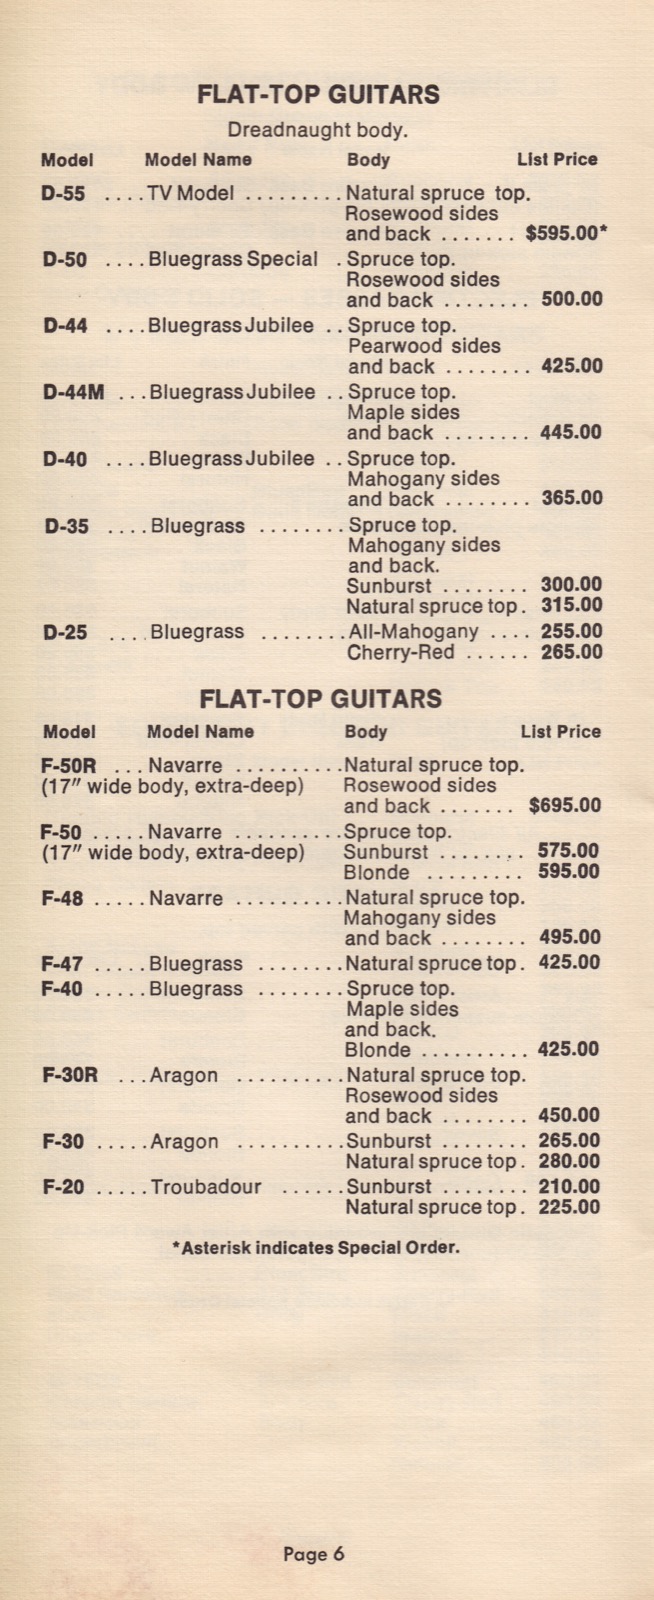 FLAT-TOP GUITARS
Dreadnaught body.
Model Model Name Body List Price
D-55 ....TV Model .........Natural spruce top.
Rosewood sides
and back ....... $595.00*
D-50 ....Bluegrass Special .Spruce top.
Rosewood sides
and back ........ 500.00
D-44 ....Bluegrass Jubilee ..Spruce top.
Pearwood sides
and back ........ 425.00
D-44M ...Bluegrass Jubilee ..Spruce top.
Maple sides
and back ........ 445.00
D-40 ....Bluegrass Jubilee ..Spruce top.
Mahogany sides
and back ........ 365.00
D-35 ....Bluegrass ........Spruce top.
Mahogany sides
and back.
Sunburst ........ 300.00
Natural spruce top. 315.00
D-25 ....Bluegrass ........All-Mahogany .... 255.00
Cherry-Red ...... 265.00
FLAT-TOP GUITARS
Model Model Name Body List Price
F-50R ...Navarre ..........Natural spruce top.
(17″ wide body, extra-deep) Rosewood sides
and back ....... $695.00
F-50 .....Navarre ..........Spruce top.
(17″ wide body, extra-deep) Sunburst ........ 575.00
Blonde ......... 595.00
F-48 .....Navarre ..........Natural spruce top.
Mahogany sides
and back ........ 495.00
F-47 .....Bluegrass ........Natural spruce top. 425.00
F-40 .....Bluegrass ........Spruce top.
Maple sides
and back.
Blonde .......... 425.00
F-30R ...Aragon ..........Natural spruce top.
Rosewood sides
and back ........ 450.00
F-30 .....Aragon ..........Sunburst ........ 265.00
Natural spruce top. 280.00
F-20 .....Troubadour ......Sunburst ........ 210.00
Natural spruce top. 225.00
*Asterisk indicates Special Order.
Page 6